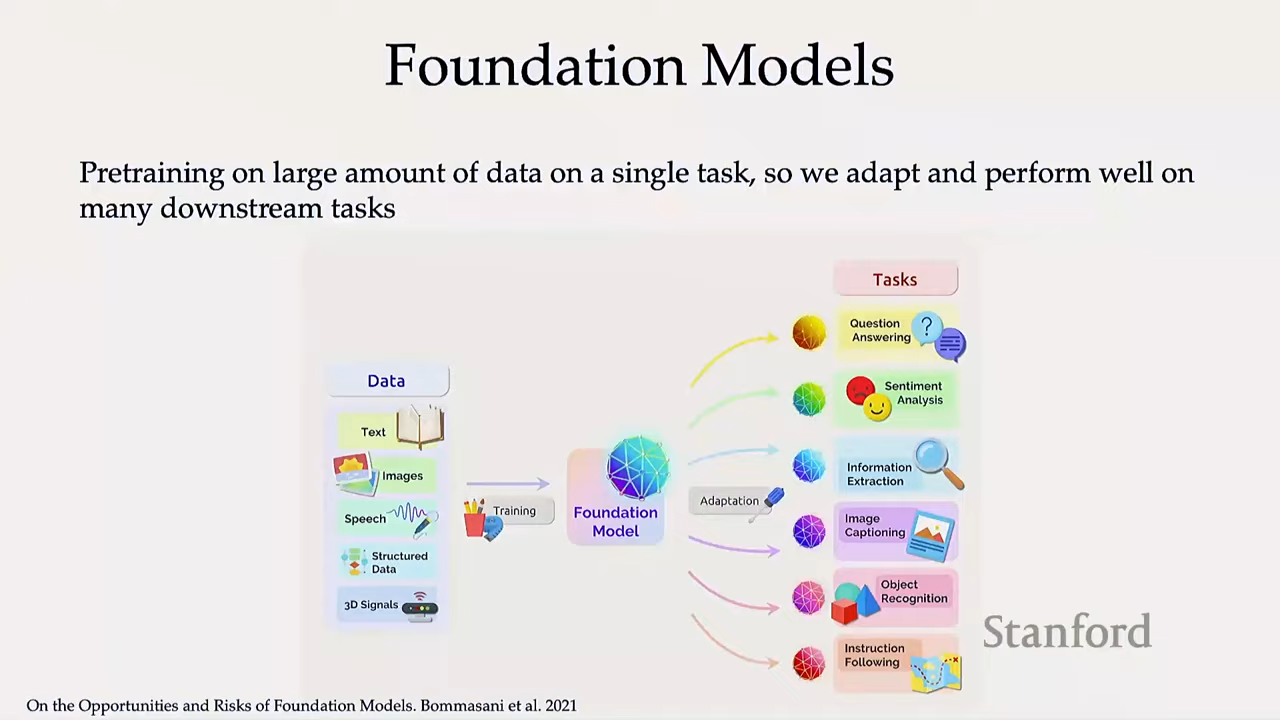 Foundation Models
Pretraining on large amount of data on a single task, so we adapt and perform well on
many downstream tasks
Data
Text
Images
Speech
Structured
Data
3D Signals
Training
Foundation
Model
Adaptation
Tasks
Question
Answering
?
Sentiment
Analysis
Information
Extraction
Image
Captioning
Object
Recognition
Instruction
Following
Stanford
On the Opportunities and Risks of Foundation Models. Bommasani et al. 2021